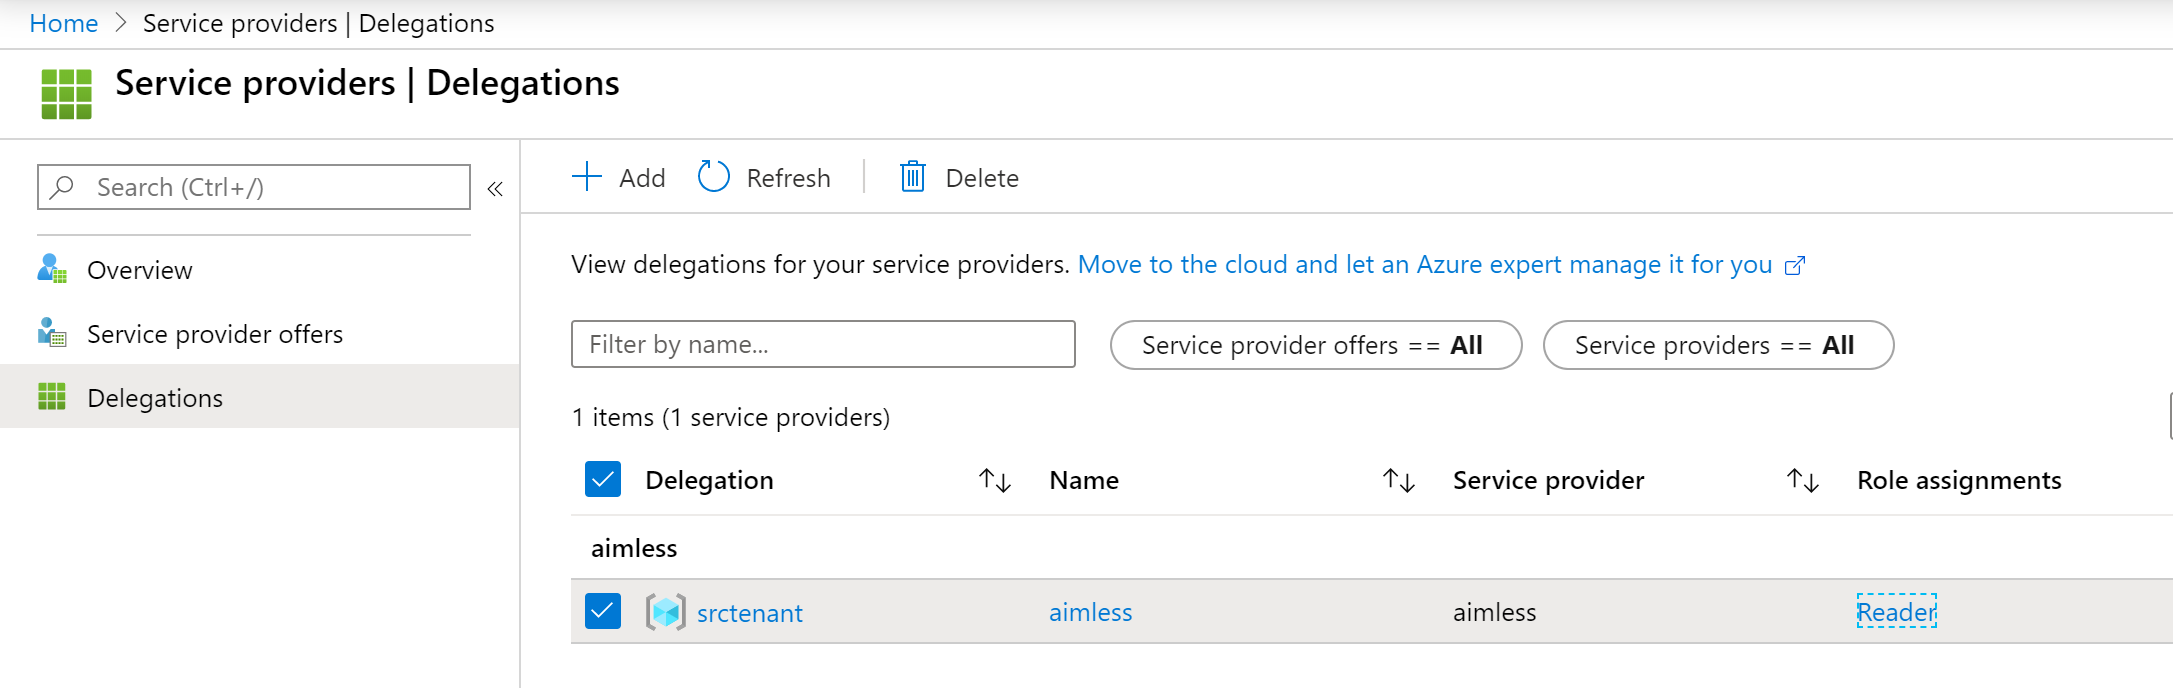 Home > Service providers | Delegations
Service providers | Delegations
Search (Ctrl+/) «
Overview
Service provider offers
Delegations
Add Refresh Delete
View delegations for your service providers. Move to the cloud and let an Azure expert manage it for you
Filter by name... Service provider offers == All Service providers == All
1 items (1 service providers)
Delegation ↑↓ Name ↑↓ Service provider ↑↓ Role assignments
aimless
srctenant aimless aimless Reader